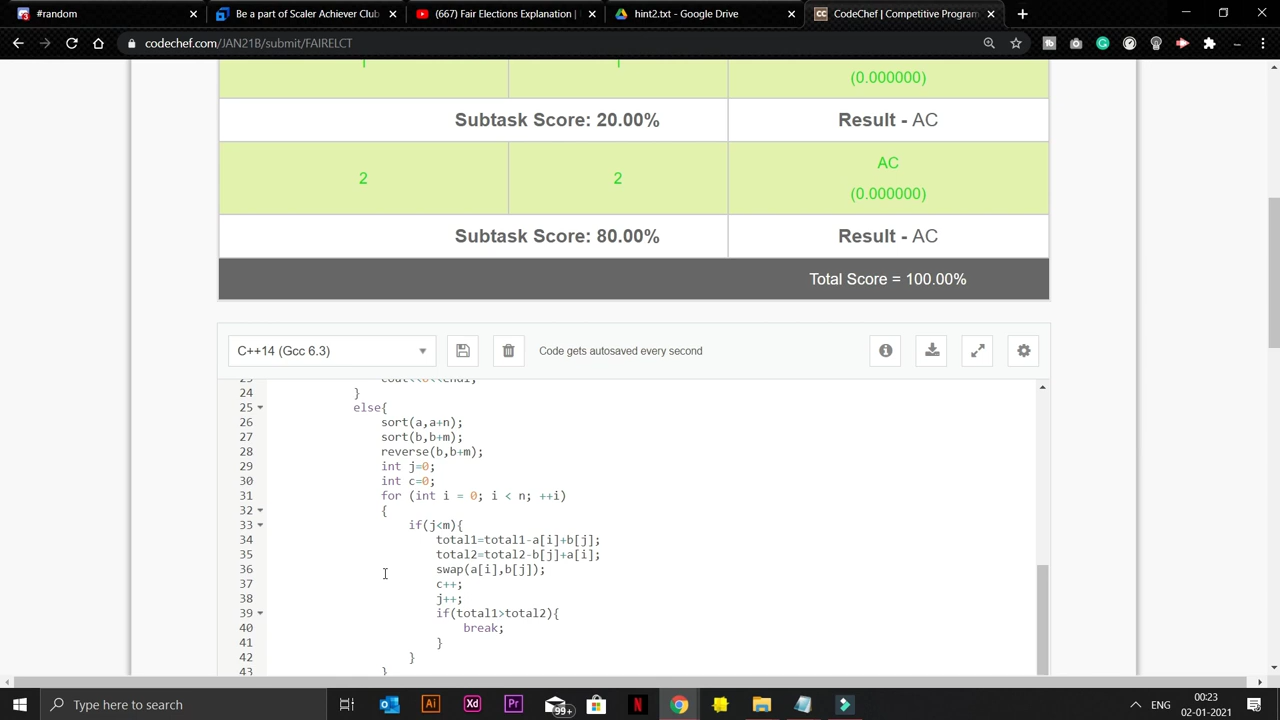 #random
Be a part of Scaler Achiever Club
(667) Fair Elections Explanation |
hint2.txt - Google Drive
CodeChef | Competitive Program
codechef.com/JAN21B/submit/FAIRELCT
(0.000000)
Subtask Score: 20.00% Result - AC
2 2 AC
(0.000000)
Subtask Score: 80.00% Result - AC
Total Score = 100.00%
C++14 (Gcc 6.3) Code gets autosaved every second
24 }
25 else{
26 sort(a,a+n);
27 sort(b,b+m);
28 reverse(b,b+m);
29 int j=0;
30 int c=0;
31 for (int i = 0; i < n; ++i)
32 {
33 if(j<m){
34 total1=total1-a[i]+b[j];
35 total2=total2-b[j]+a[i];
36 swap(a[i],b[j]);
37 c++;
38 j++;
39 if(total1>total2){
40 break;
41 }
42 }
43 }
Type here to search
99+
ENG
00:23
02-01-2021